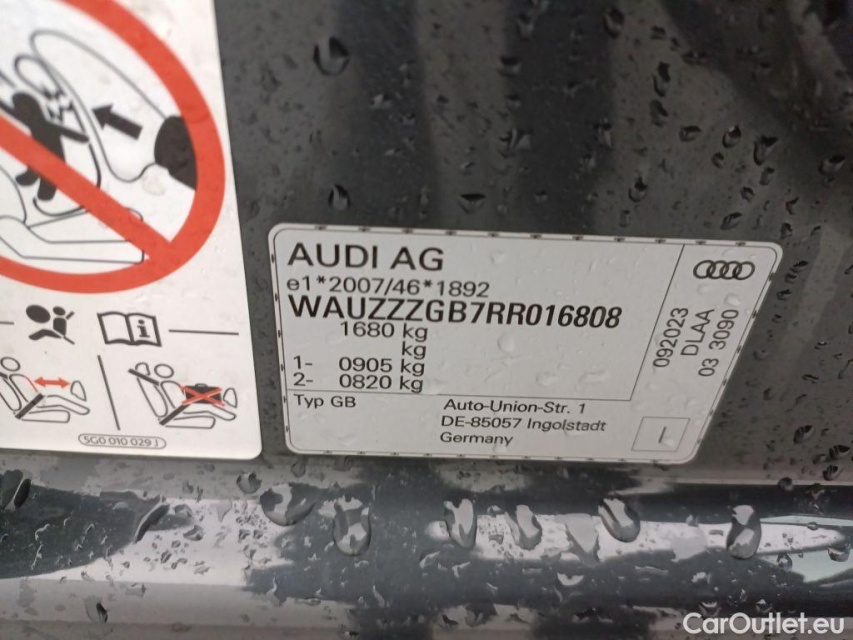 AUDI AG
e1*2007/46*1892
WAUZZZGB7RR016808
1680 kg
kg
1- 0905 kg
2- 0820 kg
Typ GB
Auto-Union-Str. 1
DE-85057 Ingolstadt
Germany
092023
DLAA
03 3090
I
i
5G0 010 029 J
CarOutlet.eu